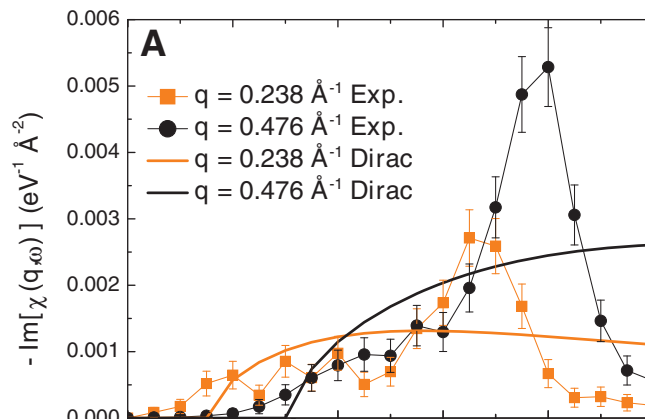 0.006
A
0.005
q = 0.238 Å⁻¹ Exp.
q = 0.476 Å⁻¹ Exp.
0.004
q = 0.238 Å⁻¹ Dirac
q = 0.476 Å⁻¹ Dirac
0.003
0.002
0.001
0.000
- Im[χ(q,ω)] (eV⁻¹ Å⁻²)